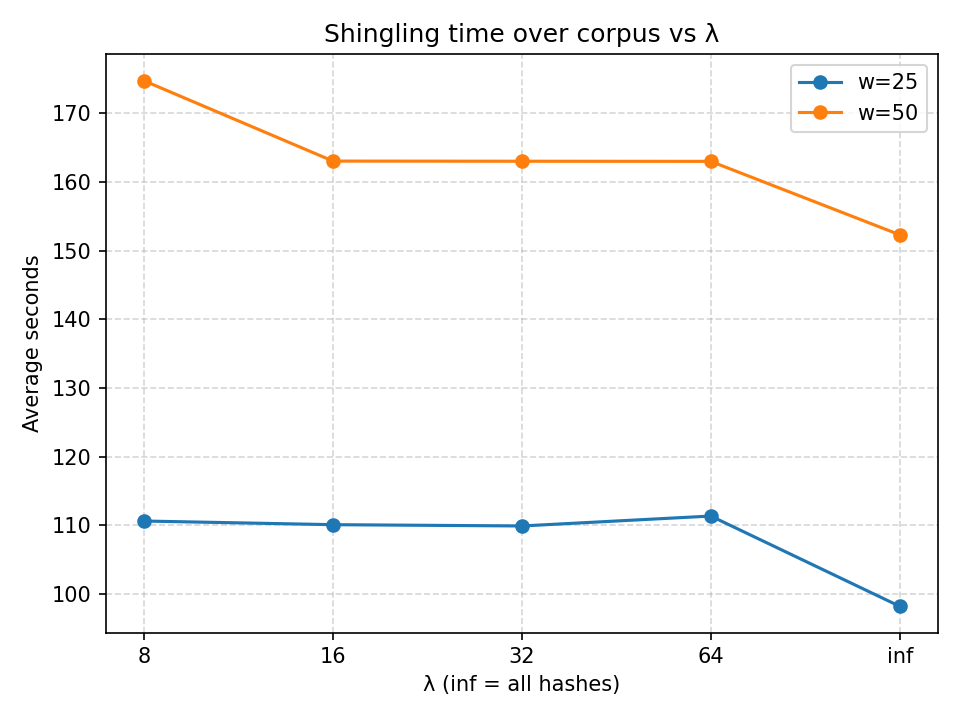 Shingling time over corpus vs λ
w=25
w=50
170
160
150
140
130
120
110
100
Average seconds
8 16 32 64 inf
λ (inf = all hashes)